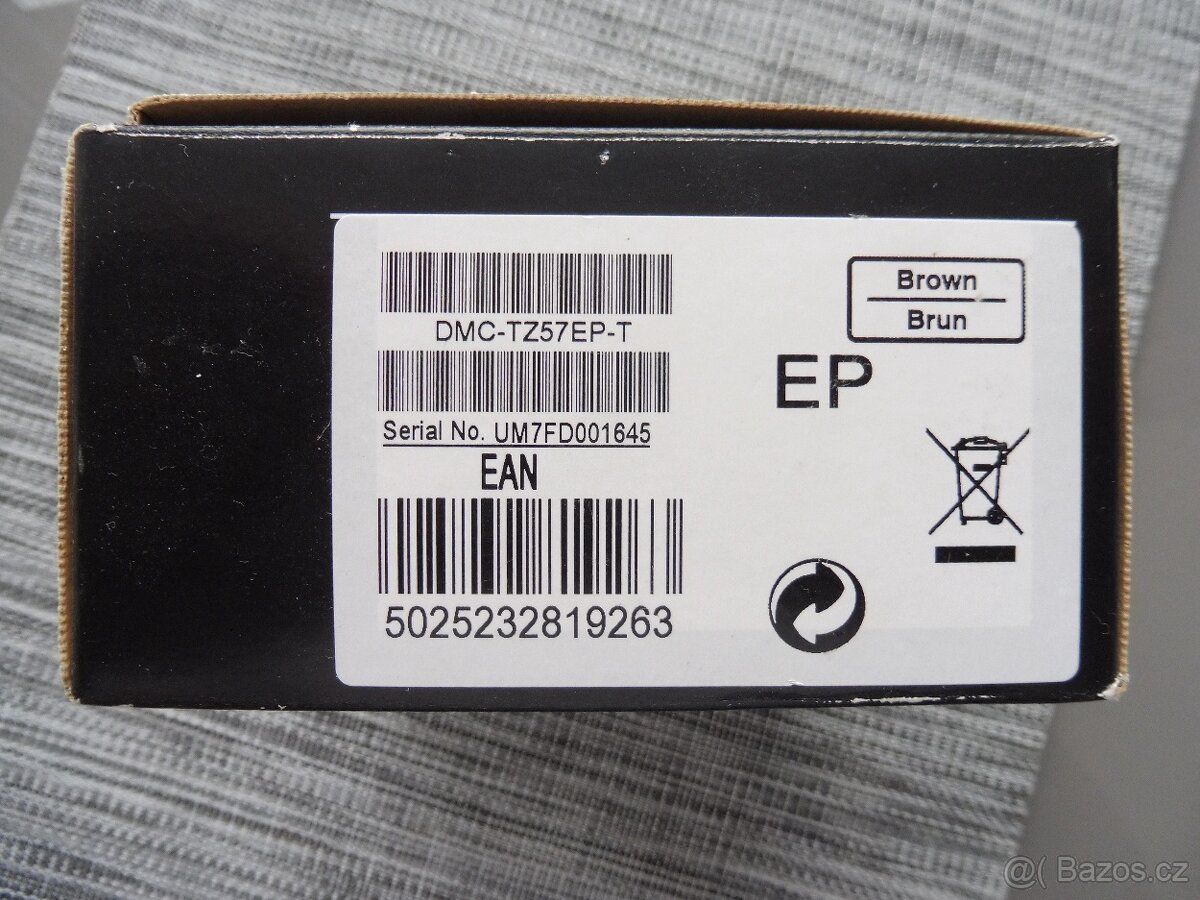 DMC-TZ57EP-T
Serial No. UM7FD001645
EAN
5025232819263
Brown
Brun
EP
@( Bazos.cz